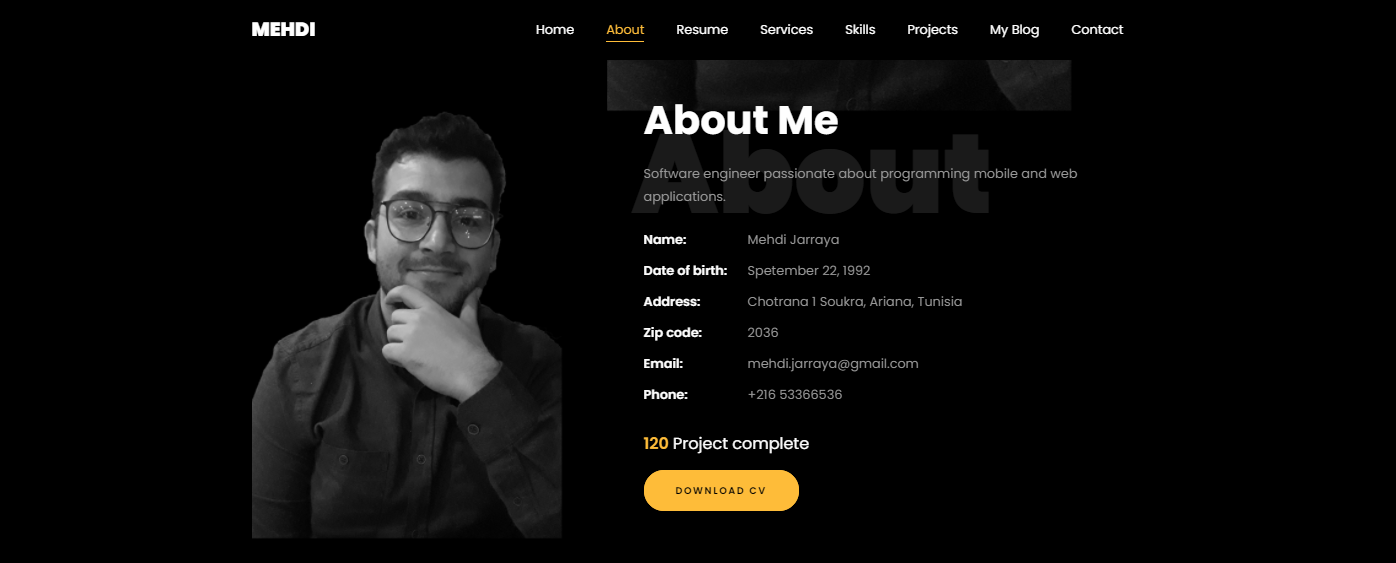 MEHDI Home About Resume Services Skills Projects My Blog Contact
About Me
About
Software engineer passionate about programming mobile and web
applications.
Name: Mehdi Jarraya
Date of birth: Spetember 22, 1992
Address: Chotrana 1 Soukra, Ariana, Tunisia
Zip code: 2036
Email: mehdi.jarraya@gmail.com
Phone: +216 53366536
120 Project complete
DOWNLOAD CV